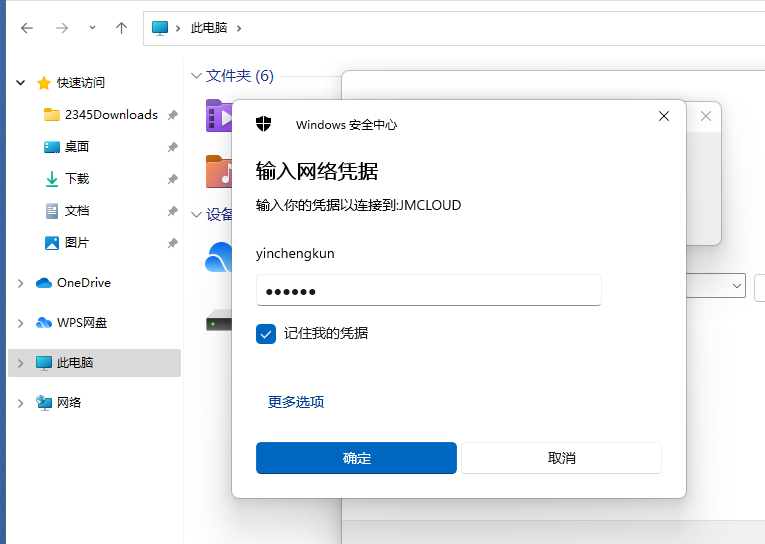 此电脑
快速访问
2345Downloads
桌面
下载
文档
图片
OneDrive
WPS网盘
此电脑
网络
文件夹 (6)
设备
Windows 安全中心
输入网络凭据
输入你的凭据以连接到:JMCLOUD
yinchengkun
●●●●●●
记住我的凭据
更多选项
确定
取消